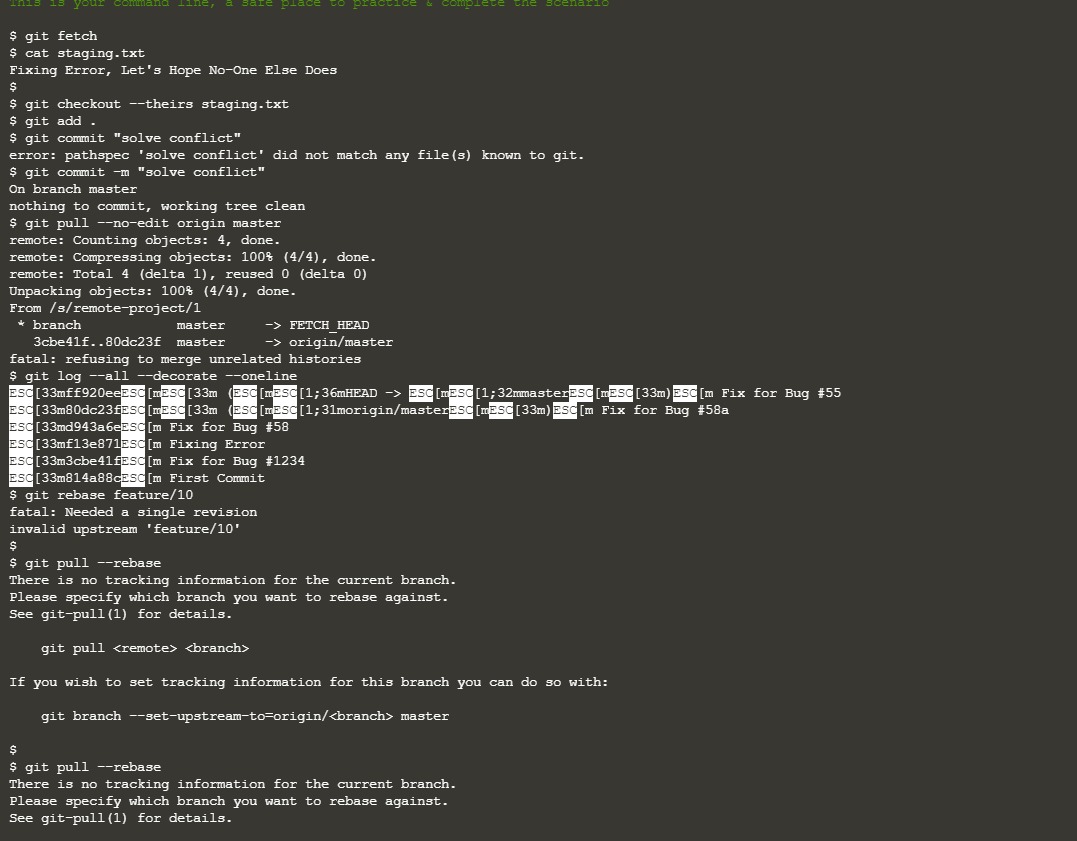 This is your command line, a safe place to practice & complete the scenario
$ git fetch
$ cat staging.txt
Fixing Error, Let's Hope No-One Else Does
$
$ git checkout --theirs staging.txt
$ git add .
$ git commit "solve conflict"
error: pathspec 'solve conflict' did not match any file(s) known to git.
$ git commit -m "solve conflict"
On branch master
nothing to commit, working tree clean
$ git pull --no-edit origin master
remote: Counting objects: 4, done.
remote: Compressing objects: 100% (4/4), done.
remote: Total 4 (delta 1), reused 0 (delta 0)
Unpacking objects: 100% (4/4), done.
From /s/remote-project/1
 * branch            master     -> FETCH_HEAD
   3cbe41f..80dc23f  master     -> origin/master
fatal: refusing to merge unrelated histories
$ git log --all --decorate --oneline
ESC[33mff920eeESC[mESC[33m (ESC[mESC[1;36mHEAD -> ESC[mESC[1;32mmasterESC[mESC[33m)ESC[m Fix for Bug #55
ESC[33m80dc23fESC[mESC[33m (ESC[mESC[1;31morigin/masterESC[mESC[33m)ESC[m Fix for Bug #58a
ESC[33md943a6eESC[m Fix for Bug #58
ESC[33mf13e871ESC[m Fixing Error
ESC[33m3cbe41fESC[m Fix for Bug #1234
ESC[33m814a88cESC[m First Commit
$ git rebase feature/10
fatal: Needed a single revision
invalid upstream 'feature/10'
$
$ git pull --rebase
There is no tracking information for the current branch.
Please specify which branch you want to rebase against.
See git-pull(1) for details.
    git pull <remote> <branch>
If you wish to set tracking information for this branch you can do so with:
    git branch --set-upstream-to=origin/<branch> master
$
$ git pull --rebase
There is no tracking information for the current branch.
Please specify which branch you want to rebase against.
See git-pull(1) for details.